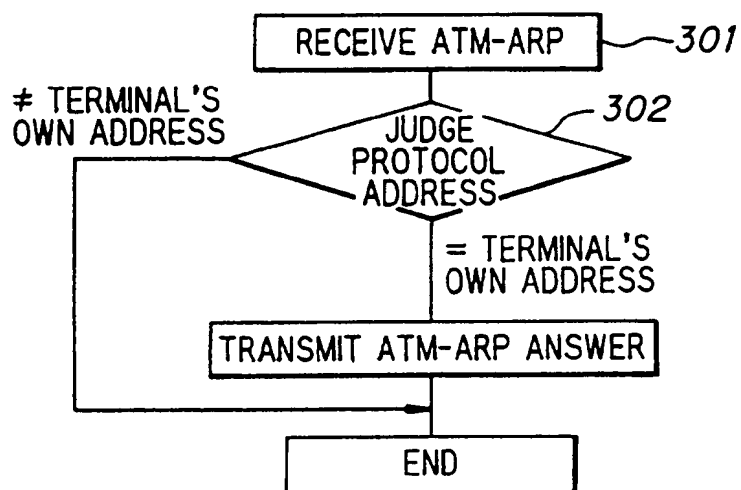 RECEIVE ATM-ARP
301
≠ TERMINAL'S
OWN ADDRESS
302
JUDGE
PROTOCOL
ADDRESS
= TERMINAL'S
OWN ADDRESS
TRANSMIT ATM-ARP ANSWER
END